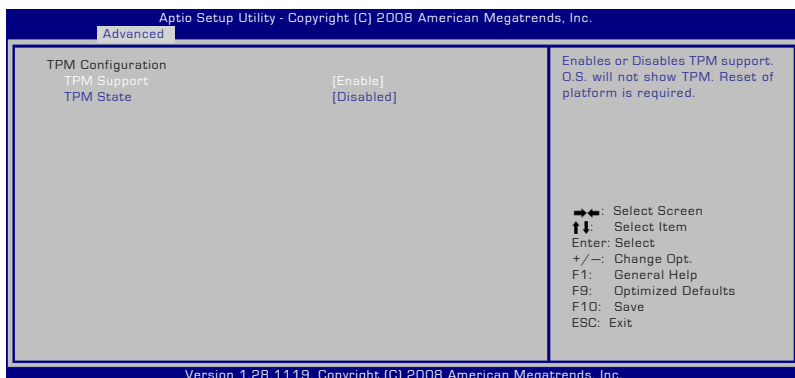 Aptio Setup Utility - Copyright (C) 2008 American Megatrends, Inc.
Advanced
TPM Configuration
TPM Support [Enable]
TPM State [Disabled]
Enables or Disables TPM support.
O.S. will not show TPM. Reset of
platform is required.
→←: Select Screen
↑↓: Select Item
Enter: Select
+/—: Change Opt.
F1: General Help
F9: Optimized Defaults
F10: Save
ESC: Exit
Version 1.28.1119. Copyright (C) 2008 American Megatrends, Inc.